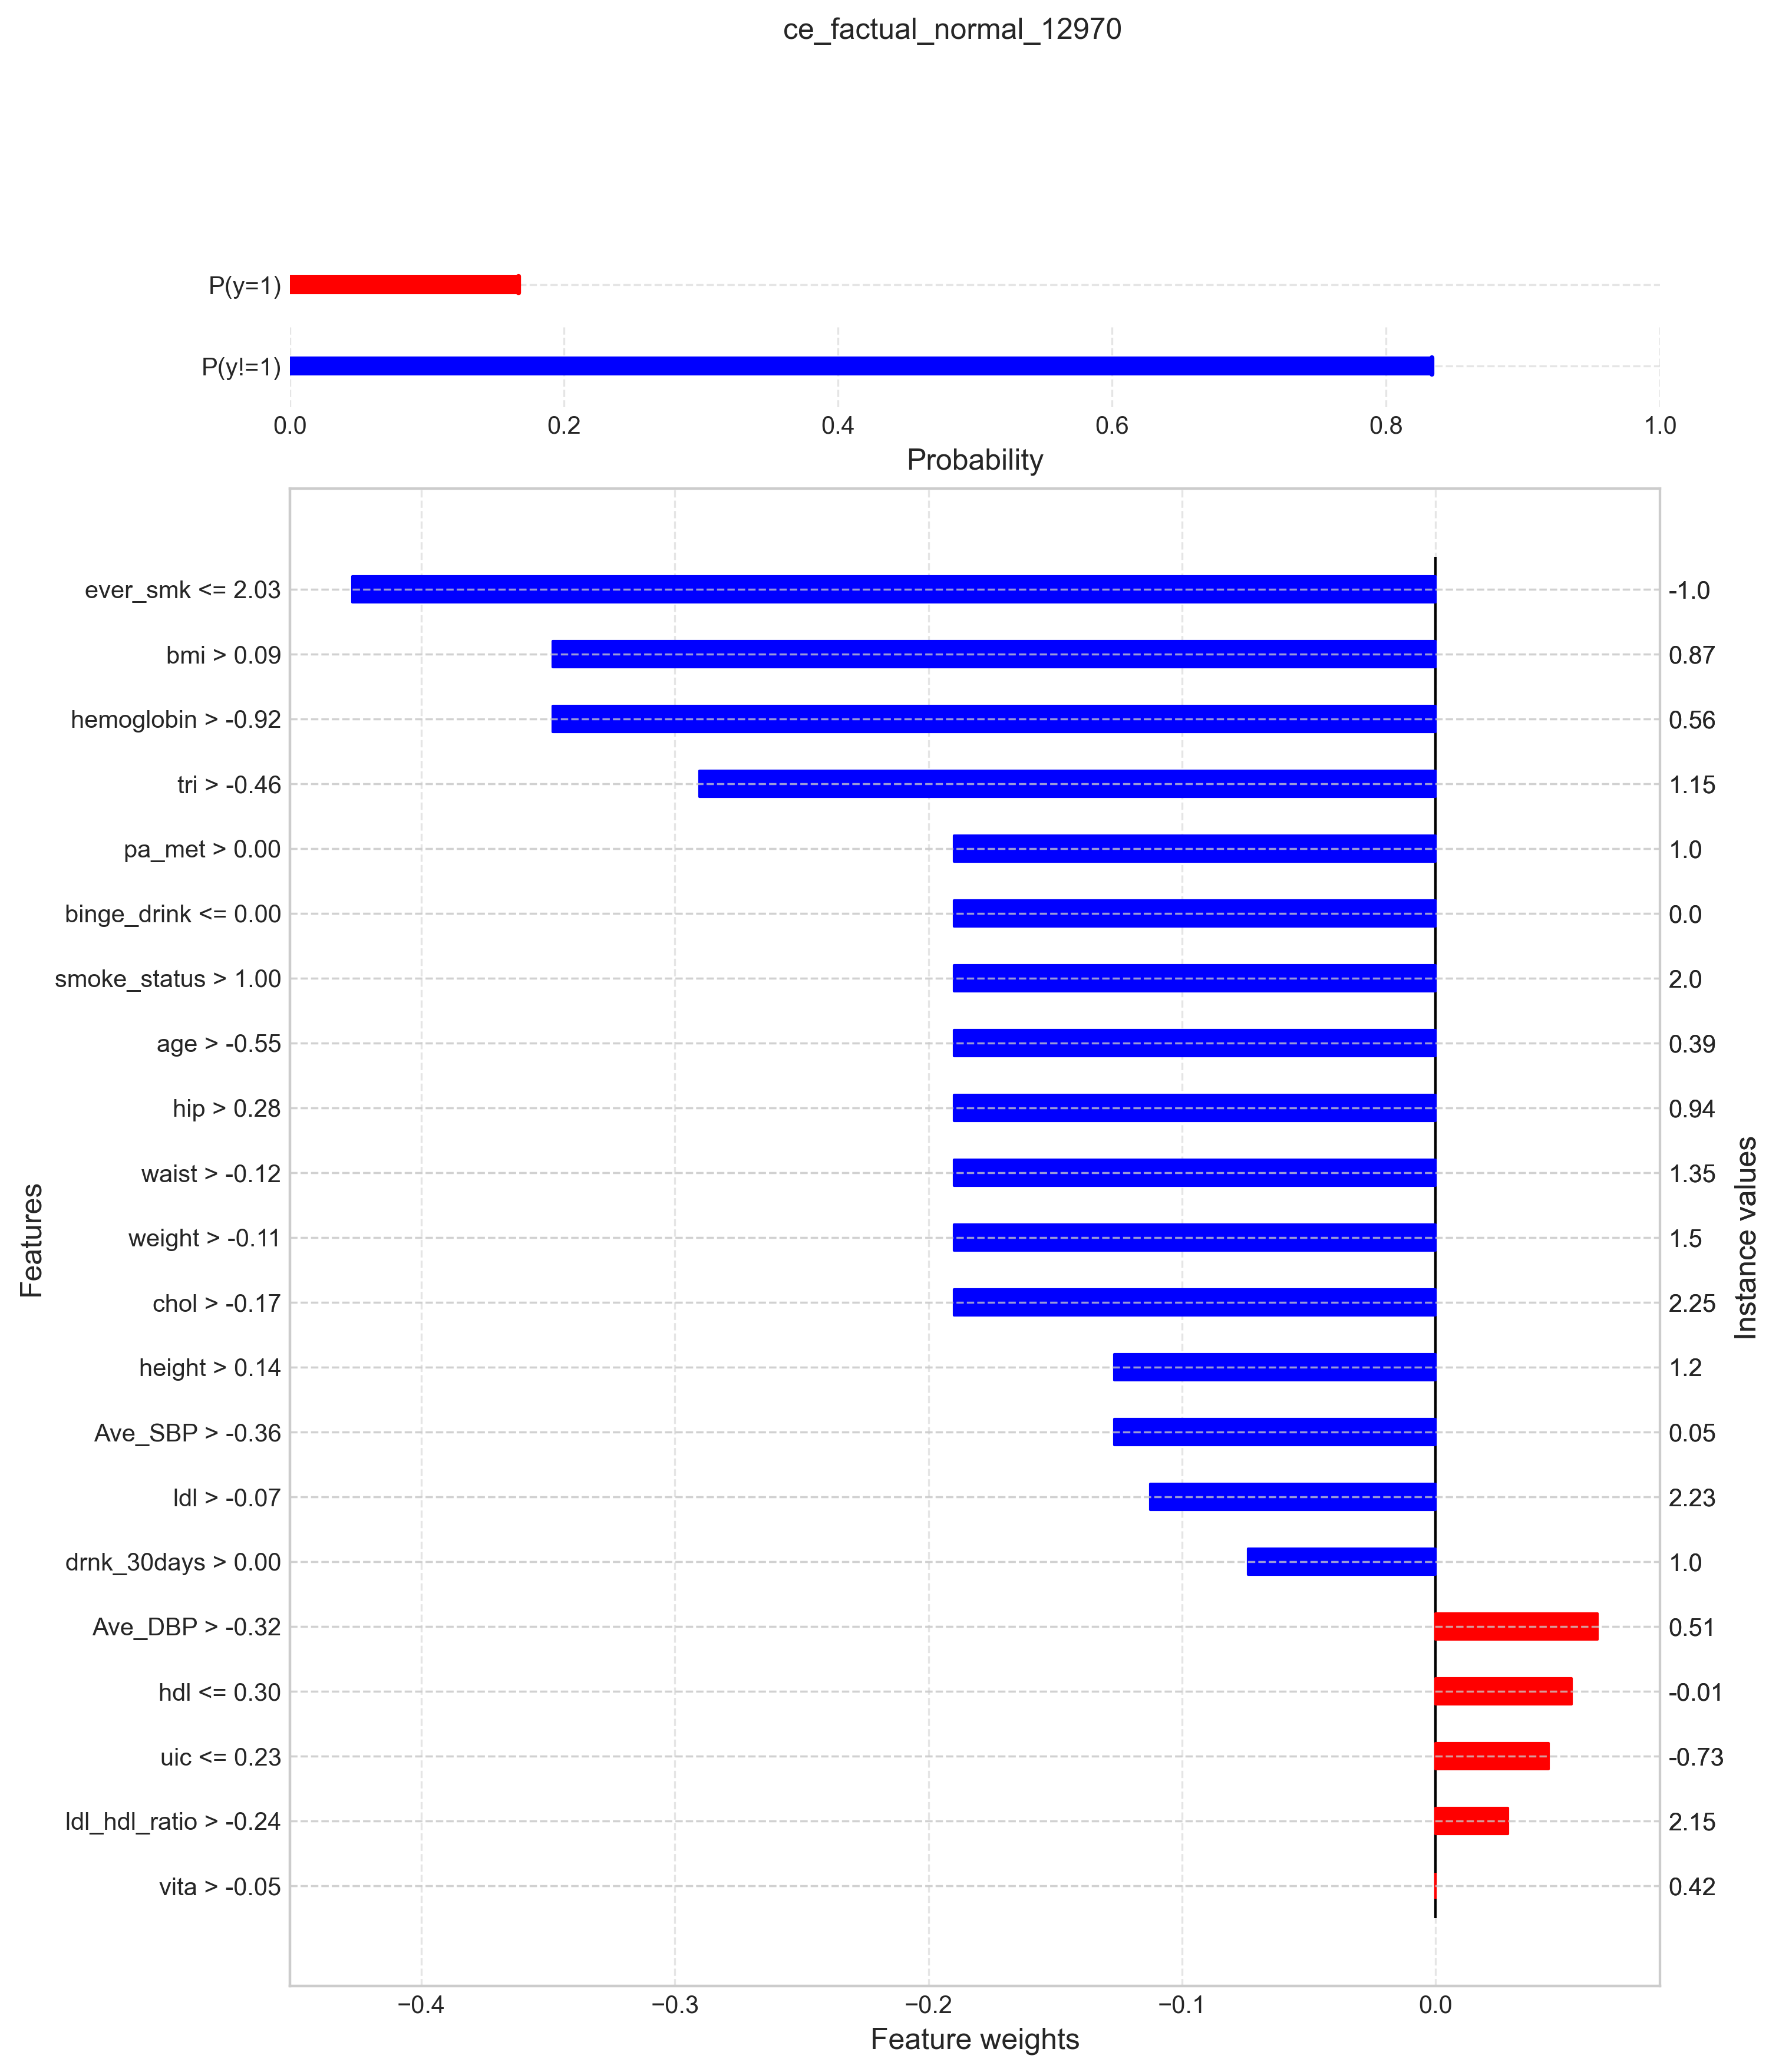 ce_factual_normal_12970
P(y=1)
P(y!=1)
0.0 0.2 0.4 0.6 0.8 1.0
Probability
ever_smk <= 2.03 -1.0
bmi > 0.09 0.87
hemoglobin > -0.92 0.56
tri > -0.46 1.15
pa_met > 0.00 1.0
binge_drink <= 0.00 0.0
smoke_status > 1.00 2.0
age > -0.55 0.39
hip > 0.28 0.94
waist > -0.12 1.35
weight > -0.11 1.5
chol > -0.17 2.25
height > 0.14 1.2
Ave_SBP > -0.36 0.05
ldl > -0.07 2.23
drnk_30days > 0.00 1.0
Ave_DBP > -0.32 0.51
hdl <= 0.30 -0.01
uic <= 0.23 -0.73
ldl_hdl_ratio > -0.24 2.15
vita > -0.05 0.42
Features
Instance values
−0.4 −0.3 −0.2 −0.1 0.0
Feature weights